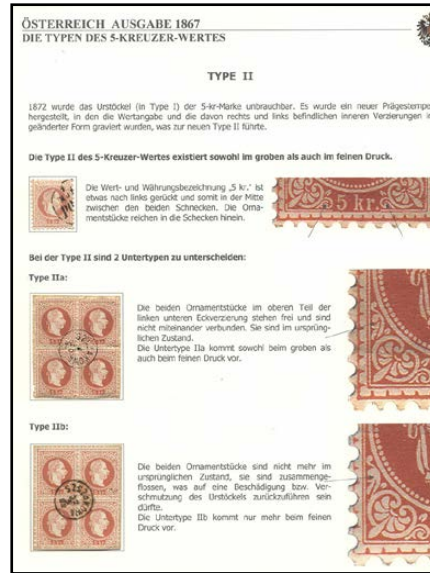 ÖSTERREICH AUSGABE 1867
DIE TYPEN DES 5-KREUZER-WERTES
TYPE II
1872 wurde das Urstöckel (in Type I) der 5-kr-Marke unbrauchbar. Es wurde ein neuer Prägestempel
hergestellt, in den die Wertangabe und die davon rechts und links befindlichen inneren Verzierungen in
geänderter Form graviert wurden, was zur neuen Type II führte.
Die Type II des 5-Kreuzer-Wertes existiert sowohl im groben als auch im feinen Druck.
Die Wert- und Währungsbezeichnung „5 kr.' ist
etwas nach links gerückt und somit in der Mitte
zwischen den beiden Schnecken. Die Orna-
mentstücke reichen in die Schecken hinein.
5 kr.
Bei der Type II sind 2 Untertypen zu unterscheiden:
Type IIa:
Die beiden Ornamentstücke im oberen Teil der
linken unteren Eckverzierung stehen frei und sind
nicht miteinander verbunden. Sie sind im ursprüng-
lichen Zustand.
Die Untertype IIa kommt sowohl beim groben als
auch beim feinen Druck vor.
Type IIb:
Die beiden Ornamentstücke sind nicht mehr im
ursprünglichen Zustand, sie sind zusammenge-
flossen, was auf eine Beschädigung bzw. Ver-
schmutzung des Urstöckels zurückzuführen sein
dürfte.
Die Untertype IIb kommt nur mehr beim feinen
Druck vor.